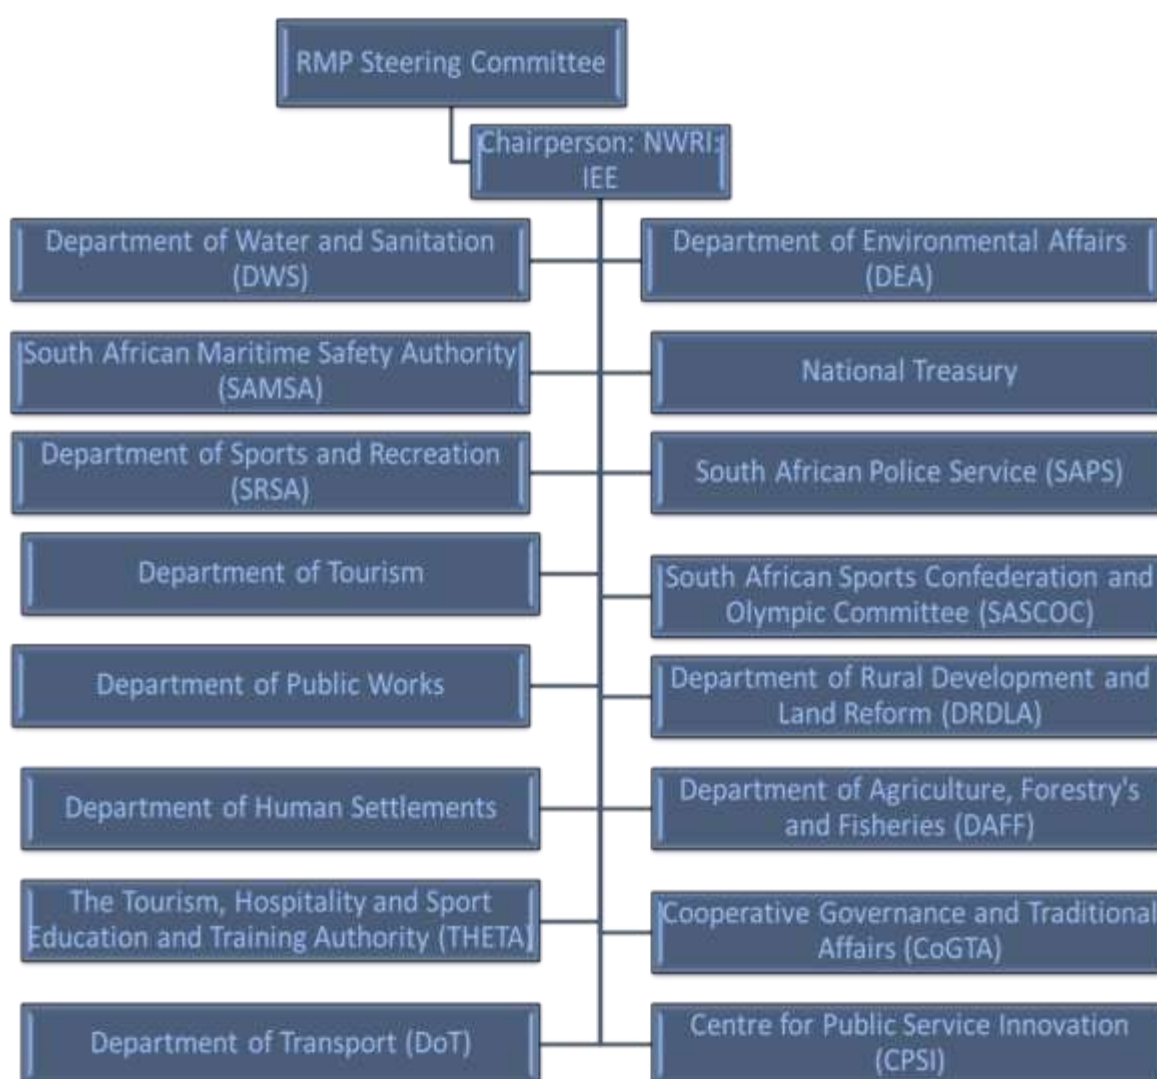 RMP Steering Committee
Chairperson: NWRI:
IEE
Department of Water and Sanitation
(DWS)
Department of Environmental Affairs
(DEA)
South African Maritime Safety Authority
(SAMSA)
National Treasury
Department of Sports and Recreation
(SRSA)
South African Police Service (SAPS)
Department of Tourism
South African Sports Confederation and
Olympic Committee (SASCOC)
Department of Public Works
Department of Rural Development and
Land Reform (DRDLA)
Department of Human Settlements
Department of Agriculture, Forestry's
and Fisheries (DAFF)
The Tourism, Hospitality and Sport
Education and Training Authority (THETA)
Cooperative Governance and Traditional
Affairs (CoGTA)
Department of Transport (DoT)
Centre for Public Service Innovation
(CPSI)